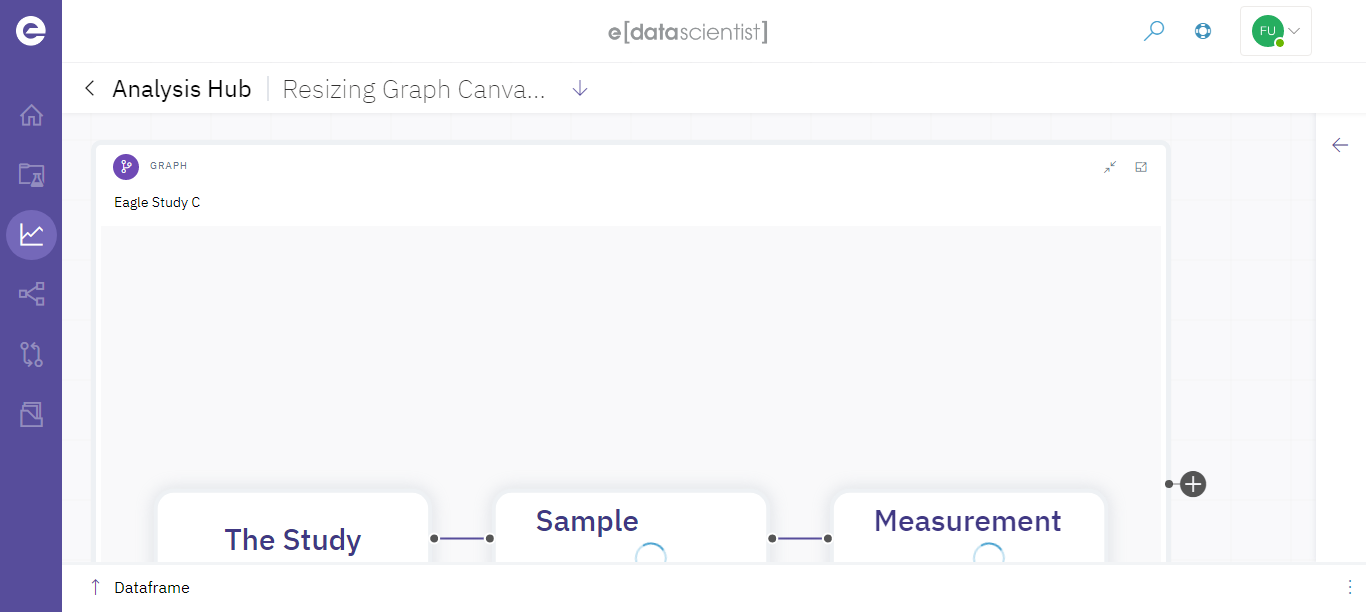 e[datascientist]
FU
Analysis Hub
Resizing Graph Canva...
GRAPH
Eagle Study C
The Study
Sample
Measurement
Dataframe